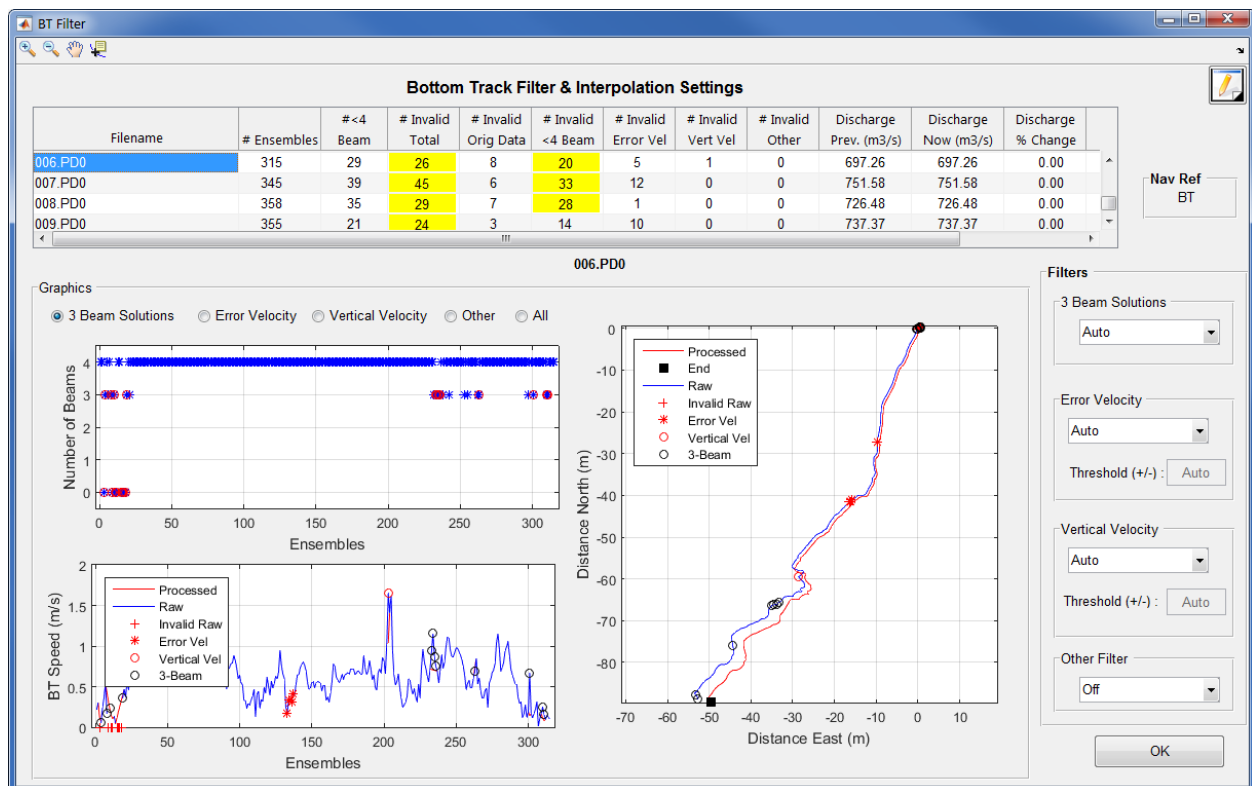 BT Filter
Bottom Track Filter & Interpolation Settings
Filename # Ensembles #<4 Beam # Invalid Total # Invalid Orig Data # Invalid <4 Beam # Invalid Error Vel # Invalid Vert Vel # Invalid Other Discharge Prev. (m3/s) Discharge Now (m3/s) Discharge % Change
006.PD0 315 29 26 8 20 5 1 0 697.26 697.26 0.00
007.PD0 345 39 45 6 33 12 0 0 751.58 751.58 0.00
008.PD0 358 35 29 7 28 1 0 0 726.48 726.48 0.00
009.PD0 355 21 24 3 14 10 0 0 737.37 737.37 0.00
Nav Ref
BT
006.PD0
Graphics
3 Beam Solutions Error Velocity Vertical Velocity Other All
Number of Beams
4
3
2
1
0
0 50 100 150 200 250 300
Ensembles
BT Speed (m/s)
2
1.5
1
0.5
0
Processed
Raw
Invalid Raw
Error Vel
Vertical Vel
3-Beam
0 50 100 150 200 250 300
Ensembles
Distance North (m)
0
-10
-20
-30
-40
-50
-60
-70
-80
Processed
End
Raw
Invalid Raw
Error Vel
Vertical Vel
3-Beam
-70 -60 -50 -40 -30 -20 -10 0 10
Distance East (m)
Filters
3 Beam Solutions
Auto
Error Velocity
Auto
Threshold (+/-) : Auto
Vertical Velocity
Auto
Threshold (+/-) : Auto
Other Filter
Off
OK